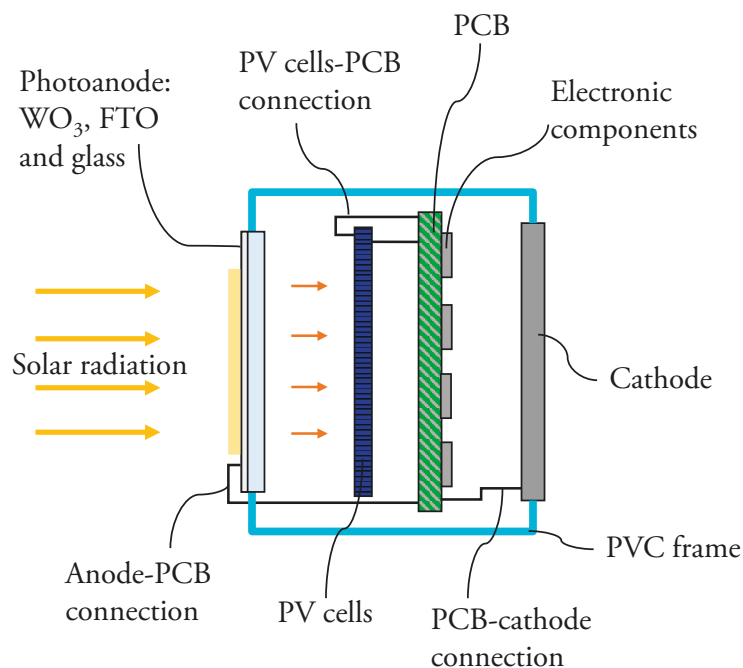 PCB
Photoanode:
WO₃, FTO
and glass
PV cells-PCB
connection
Electronic
components
Solar radiation
Cathode
PVC frame
Anode-PCB
connection
PV cells
PCB-cathode
connection